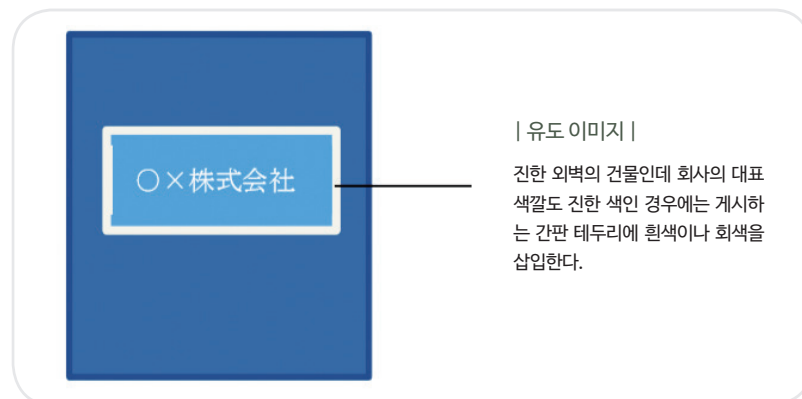 ○×株式会社
| 유도 이미지 |
진한 외벽의 건물인데 회사의 대표
색깔도 진한 색인 경우에는 게시하
는 간판 테두리에 흰색이나 회색을
삽입한다.